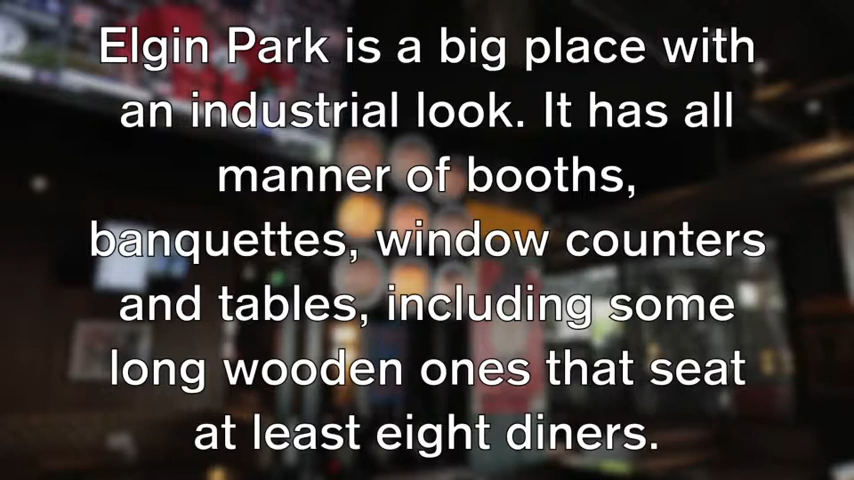 Elgin Park is a big place with
an industrial look. It has all
manner of booths,
banquettes, window counters
and tables, including some
long wooden ones that seat
at least eight diners.